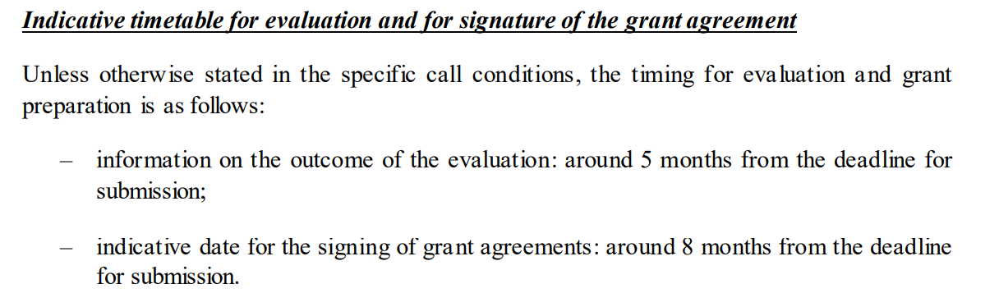 Indicative timetable for evaluation and for signature of the grant agreement
Unless otherwise stated in the specific call conditions, the timing for evaluation and grant
preparation is as follows:
– information on the outcome of the evaluation: around 5 months from the deadline for
submission;
– indicative date for the signing of grant agreements: around 8 months from the deadline
for submission.